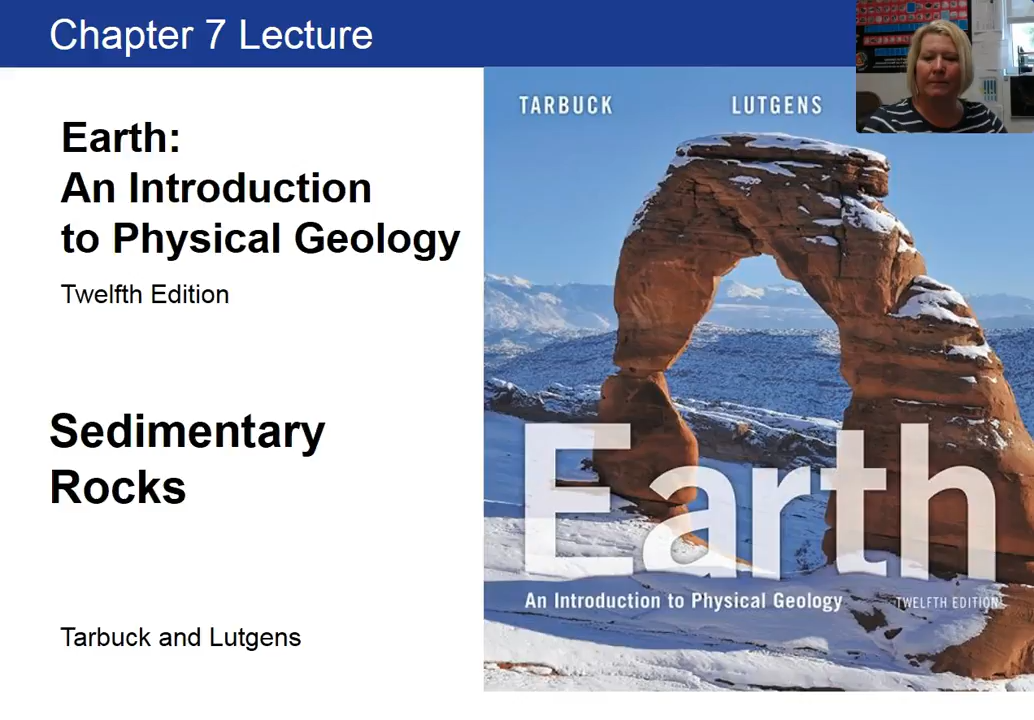 Chapter 7 Lecture
Earth:
An Introduction
to Physical Geology
Twelfth Edition
Sedimentary
Rocks
Tarbuck and Lutgens
TARBUCK LUTGENS
Earth
An Introduction to Physical Geology
TWELFTH EDITION